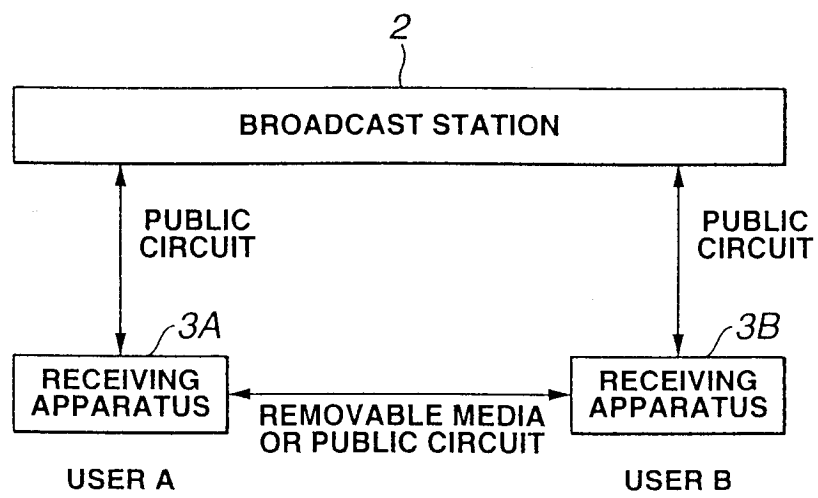 2
BROADCAST STATION
PUBLIC
CIRCUIT
PUBLIC
CIRCUIT
3A
3B
RECEIVING
APPARATUS
RECEIVING
APPARATUS
REMOVABLE MEDIA
OR PUBLIC CIRCUIT
USER A
USER B